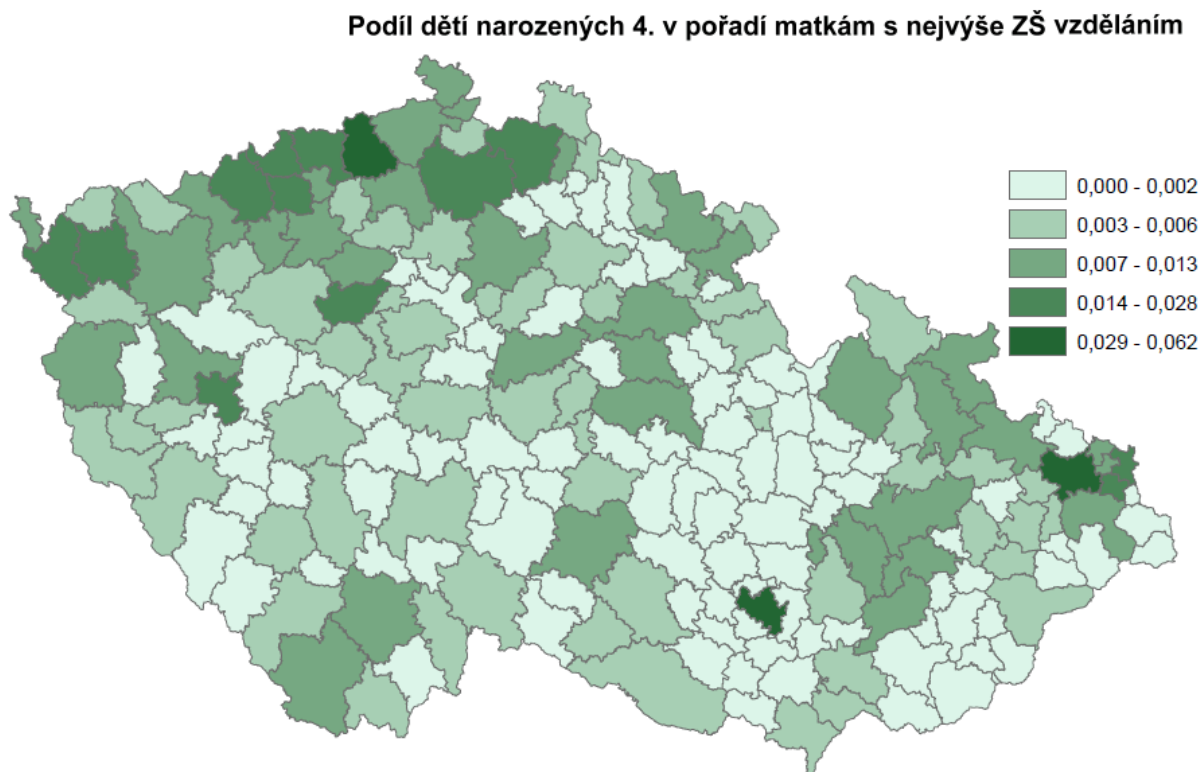 Podíl dětí narozených 4. v pořadí matkám s nejvýše ZŠ vzděláním
0,000 - 0,002
0,003 - 0,006
0,007 - 0,013
0,014 - 0,028
0,029 - 0,062